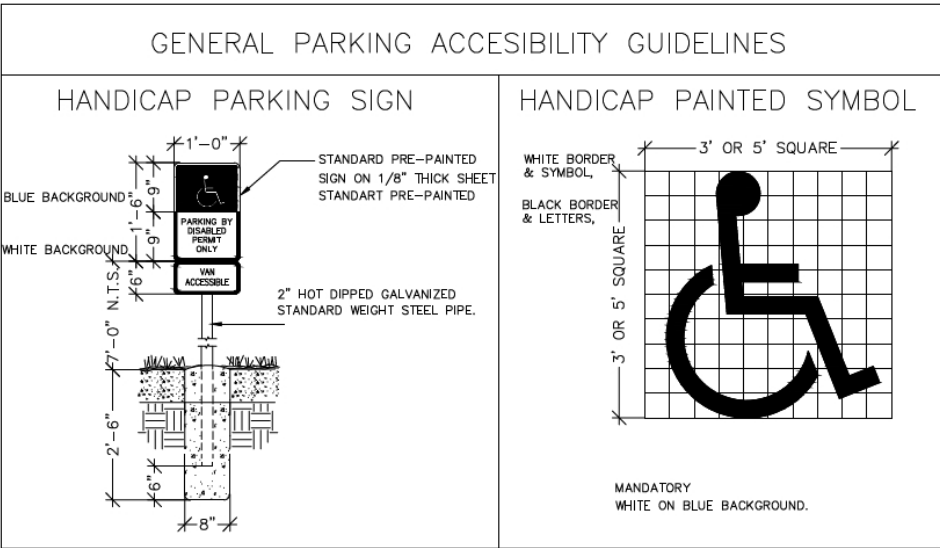 GENERAL PARKING ACCESIBILITY GUIDELINES
HANDICAP PARKING SIGN
1'-0"
STANDARD PRE-PAINTED
SIGN ON 1/8" THICK SHEET
STANDART PRE-PAINTED
BLUE BACKGROUND
1'-6"
9"
PARKING BY
DISABLED
PERMIT
ONLY
WHITE BACKGROUND
9"
VAN
ACCESSIBLE
6"
2" HOT DIPPED GALVANIZED
STANDARD WEIGHT STEEL PIPE.
7'-0" N.T.S.
2'-6"
6"
8"
HANDICAP PAINTED SYMBOL
3' OR 5' SQUARE
WHITE BORDER
& SYMBOL,
BLACK BORDER
& LETTERS,
3' OR 5' SQUARE
MANDATORY
WHITE ON BLUE BACKGROUND.